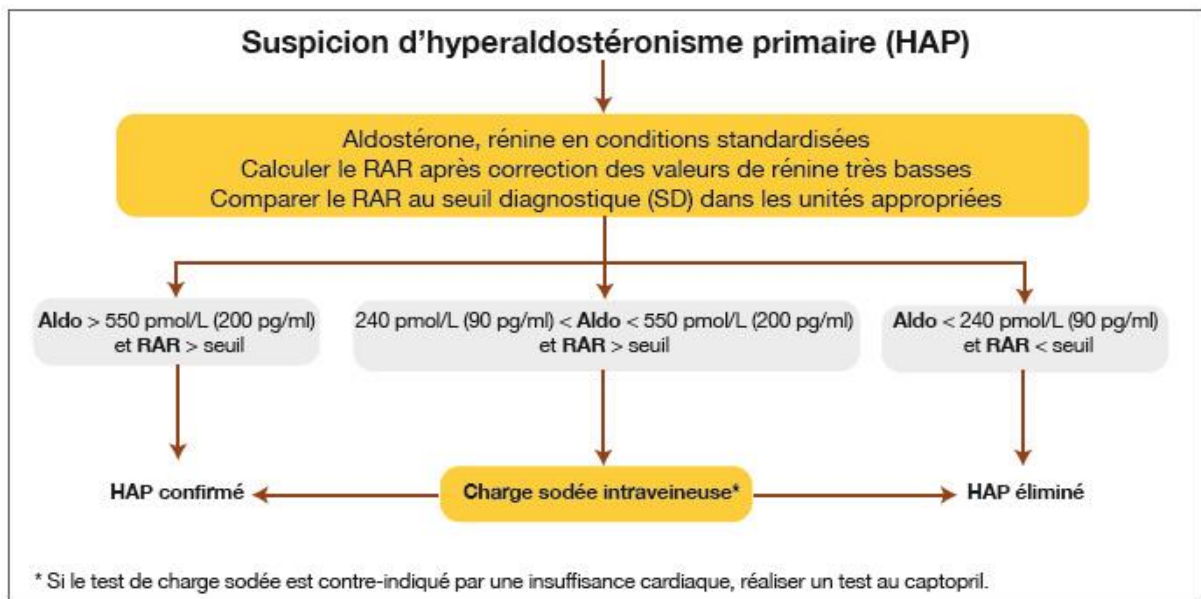 Suspicion d'hyperaldostéronisme primaire (HAP)
Aldostérone, rénine en conditions standardisées
Calculer le RAR après correction des valeurs de rénine très basses
Comparer le RAR au seuil diagnostique (SD) dans les unités appropriées
Aldo > 550 pmol/L (200 pg/ml)
et RAR > seuil
240 pmol/L (90 pg/ml) < Aldo < 550 pmol/L (200 pg/ml)
et RAR > seuil
Aldo < 240 pmol/L (90 pg/ml)
et RAR < seuil
HAP confirmé
Charge sodée intraveineuse*
HAP éliminé
* Si le test de charge sodée est contre-indiqué par une insuffisance cardiaque, réaliser un test au captopril.